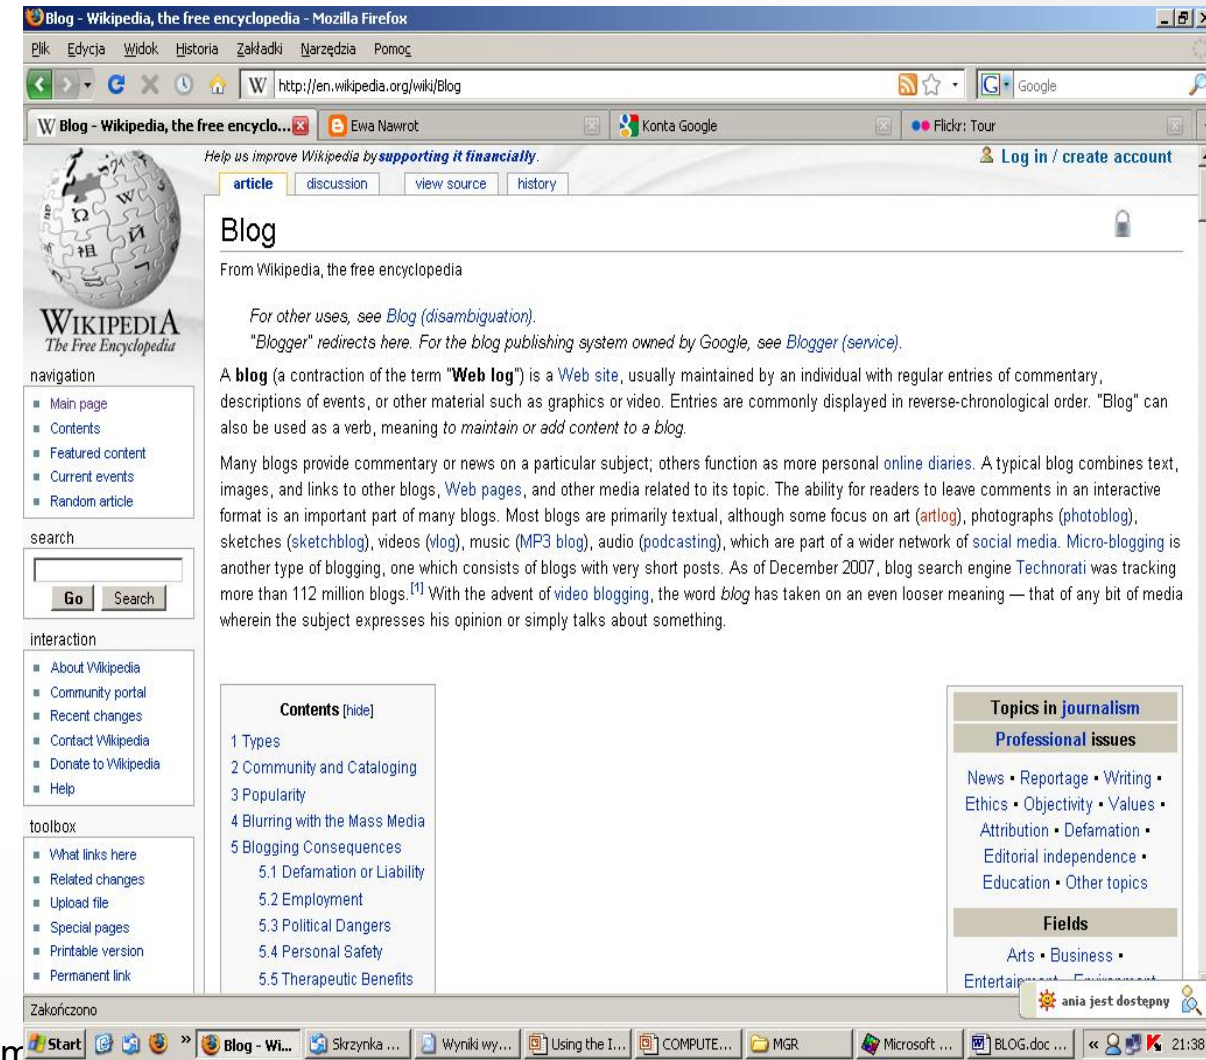 Blog - Wikipedia, the free encyclopedia - Mozilla Firefox
Plik Edycja Widok Historia Zakładki Narzędzia Pomoc
W http://en.wikipedia.org/wiki/Blog G Google
W Blog - Wikipedia, the free encyclo... Ewa Nawrot Konta Google Flickr: Tour
Help us improve Wikipedia by supporting it financially. Log in / create account
article discussion view source history
Blog
From Wikipedia, the free encyclopedia
For other uses, see Blog (disambiguation).
"Blogger" redirects here. For the blog publishing system owned by Google, see Blogger (service).
A blog (a contraction of the term "Web log") is a Web site, usually maintained by an individual with regular entries of commentary,
descriptions of events, or other material such as graphics or video. Entries are commonly displayed in reverse-chronological order. "Blog" can
also be used as a verb, meaning to maintain or add content to a blog.
Many blogs provide commentary or news on a particular subject; others function as more personal online diaries. A typical blog combines text,
images, and links to other blogs, Web pages, and other media related to its topic. The ability for readers to leave comments in an interactive
format is an important part of many blogs. Most blogs are primarily textual, although some focus on art (artlog), photographs (photoblog),
sketches (sketchblog), videos (vlog), music (MP3 blog), audio (podcasting), which are part of a wider network of social media. Micro-blogging is
another type of blogging, one which consists of blogs with very short posts. As of December 2007, blog search engine Technorati was tracking
more than 112 million blogs.[1] With the advent of video blogging, the word blog has taken on an even looser meaning — that of any bit of media
wherein the subject expresses his opinion or simply talks about something.
WIKIPEDIA
The Free Encyclopedia
navigation
Main page
Contents
Featured content
Current events
Random article
search
Go Search
interaction
About Wikipedia
Community portal
Recent changes
Contact Wikipedia
Donate to Wikipedia
Help
toolbox
What links here
Related changes
Upload file
Special pages
Printable version
Permanent link
Contents [hide]
1 Types
2 Community and Cataloging
3 Popularity
4 Blurring with the Mass Media
5 Blogging Consequences
5.1 Defamation or Liability
5.2 Employment
5.3 Political Dangers
5.4 Personal Safety
5.5 Therapeutic Benefits
Topics in journalism
Professional issues
News ▪ Reportage ▪ Writing ▪
Ethics ▪ Objectivity ▪ Values ▪
Attribution ▪ Defamation ▪
Editorial independence ▪
Education ▪ Other topics
Fields
Arts ▪ Business ▪
Zakończono
ania jest dostępny
Start » Blog - Wi... Skrzynka ... Wyniki wy... Using the I... COMPUTE... MGR Microsoft ... BLOG.doc ... « 21:38